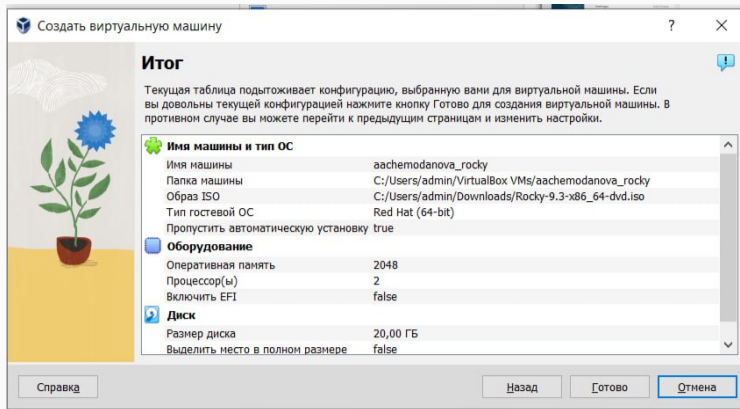 Создать виртуальную машину
Итог
Текущая таблица подытоживает конфигурацию, выбранную вами для виртуальной машины. Если
вы довольны текущей конфигурацией нажмите кнопку Готово для создания виртуальной машины. В
противном случае вы можете перейти к предыдущим страницам и изменить настройки.
Имя машины и тип ОС
Имя машины aachemodanova_rocky
Папка машины C:/Users/admin/VirtualBox VMs/aachemodanova_rocky
Образ ISO C:/Users/admin/Downloads/Rocky-9.3-x86_64-dvd.iso
Тип гостевой ОС Red Hat (64-bit)
Пропустить автоматическую установку true
Оборудование
Оперативная память 2048
Процессор(ы) 2
Включить EFI false
Диск
Размер диска 20,00 ГБ
Выделить место в полном размере false
Справка Назад Готово Отмена